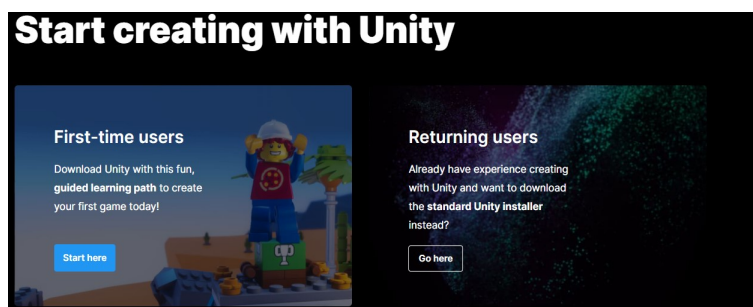 Start creating with Unity
First-time users
Download Unity with this fun,
guided learning path to create
your first game today!
Start here
Returning users
Already have experience creating
with Unity and want to download
the standard Unity installer
instead?
Go here